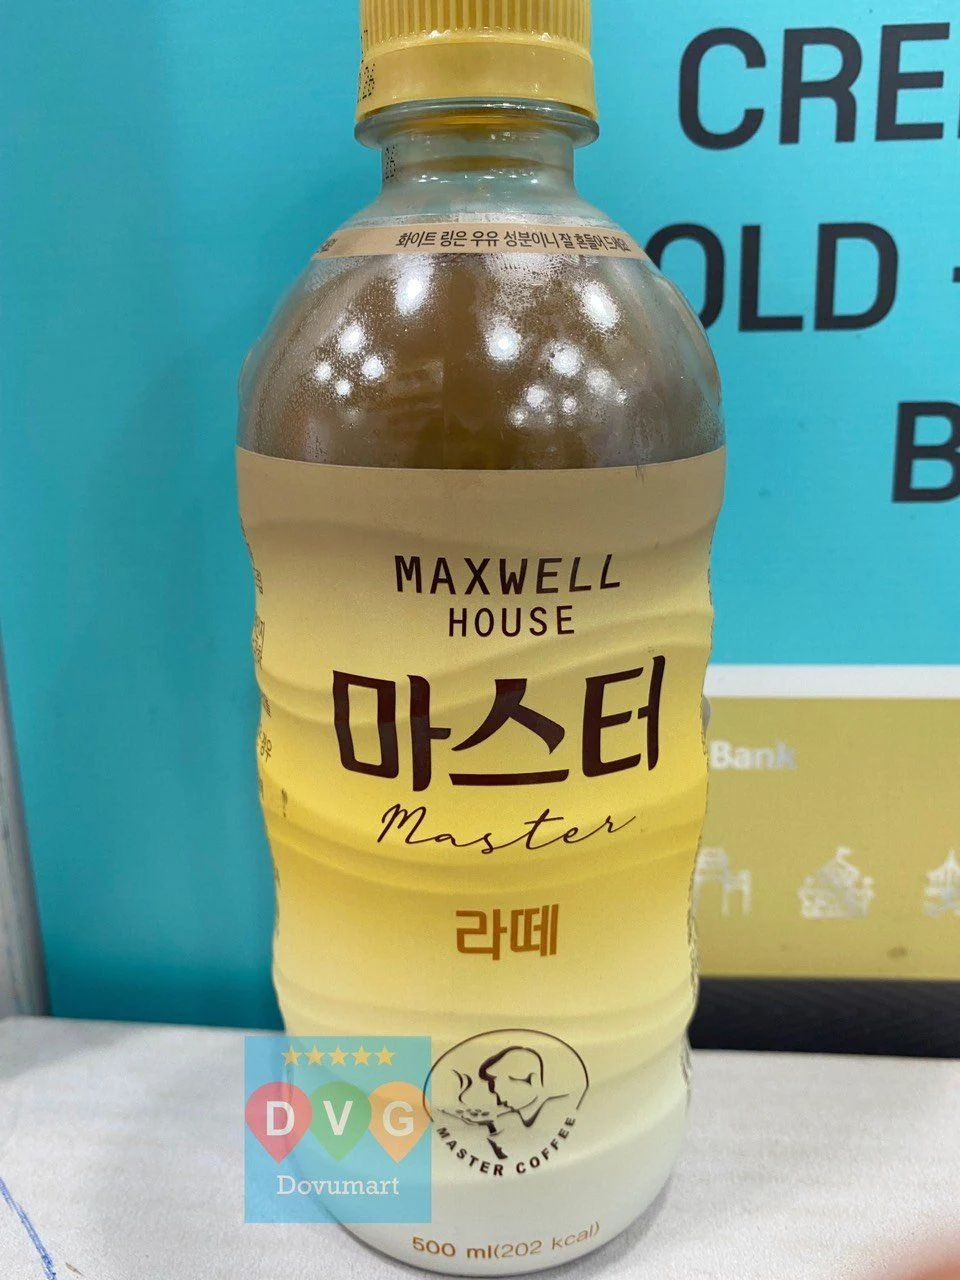 CRE
OLD
B
화이트 링은 우유 성분이니 잘 흔들어 드세요
MAXWELL
HOUSE
마스터
Master
Bank
라떼
MASTER COFFEE
DVG
Dovumart
500 ml(202 kcal)